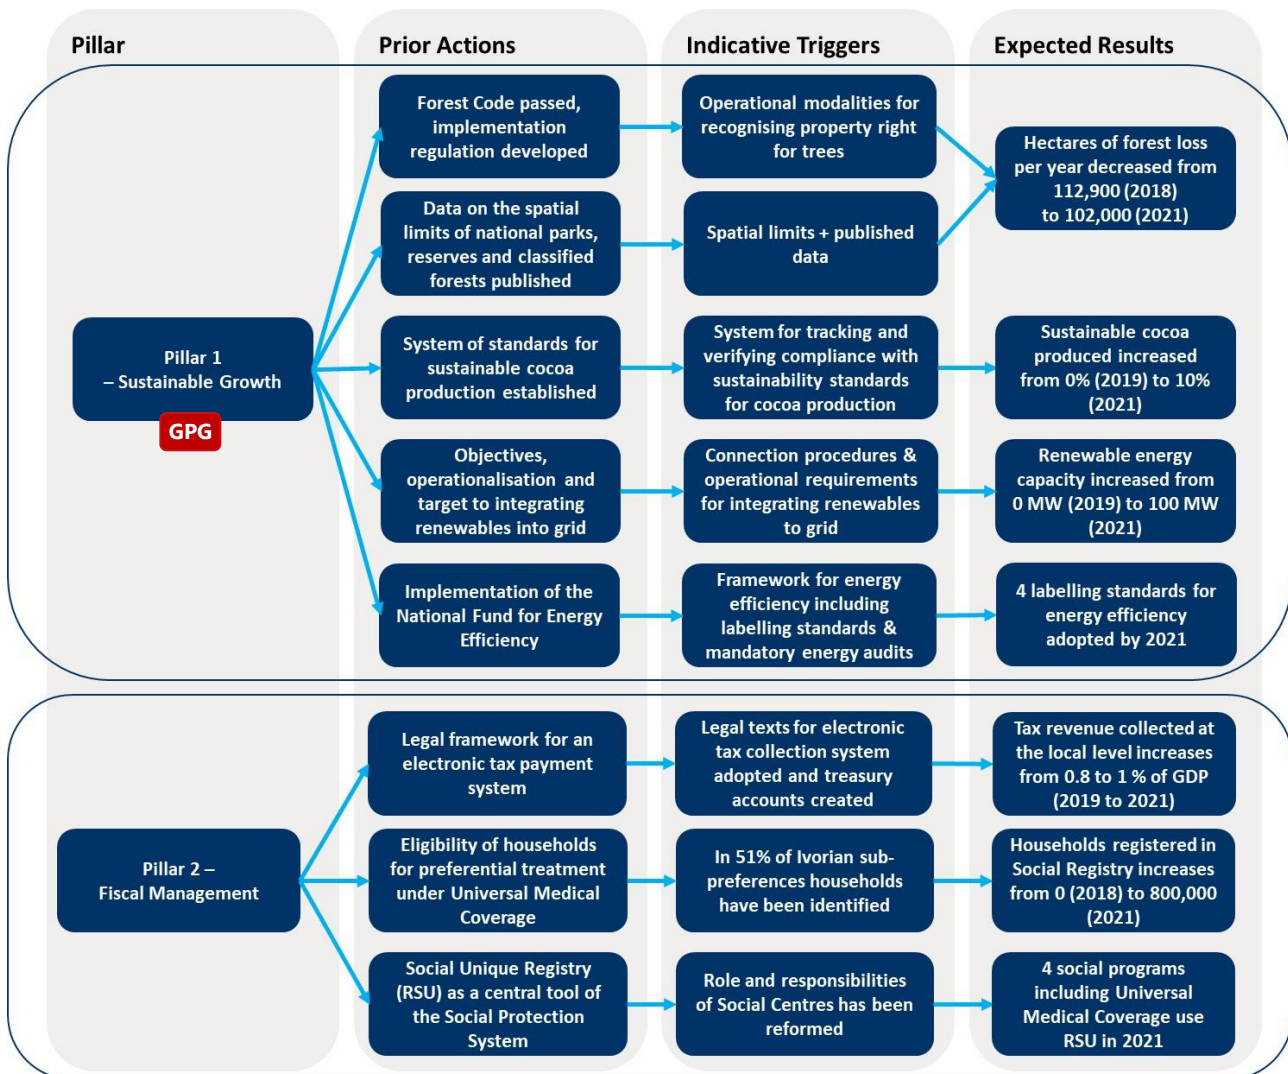 Pillar
Prior Actions
Indicative Triggers
Expected Results
Forest Code passed,
implementation
regulation developed
Operational modalities for
recognising property right
for trees
Hectares of forest loss
per year decreased from
112,900 (2018)
to 102,000 (2021)
Data on the spatial
limits of national parks,
reserves and classified
forests published
Spatial limits + published
data
Pillar 1
– Sustainable Growth
GPG
System of standards for
sustainable cocoa
production established
System for tracking and
verifying compliance with
sustainability standards
for cocoa production
Sustainable cocoa
produced increased
from 0% (2019) to 10%
(2021)
Objectives,
operationalisation and
target to integrating
renewables into grid
Connection procedures &
operational requirements
for integrating renewables
to grid
Renewable energy
capacity increased from
0 MW (2019) to 100 MW
(2021)
Implementation of the
National Fund for Energy
Efficiency
Framework for energy
efficiency including
labelling standards &
mandatory energy audits
4 labelling standards for
energy efficiency
adopted by 2021
Legal framework for an
electronic tax payment
system
Legal texts for electronic
tax collection system
adopted and treasury
accounts created
Tax revenue collected at
the local level increases
from 0.8 to 1 % of GDP
(2019 to 2021)
Pillar 2 –
Fiscal Management
Eligibility of households
for preferential treatment
under Universal Medical
Coverage
In 51% of Ivorian sub-
preferences households
have been identified
Households registered in
Social Registry increases
from 0 (2018) to 800,000
(2021)
Social Unique Registry
(RSU) as a central tool of
the Social Protection
System
Role and responsibilities
of Social Centres has been
reformed
4 social programs
including Universal
Medical Coverage use
RSU in 2021